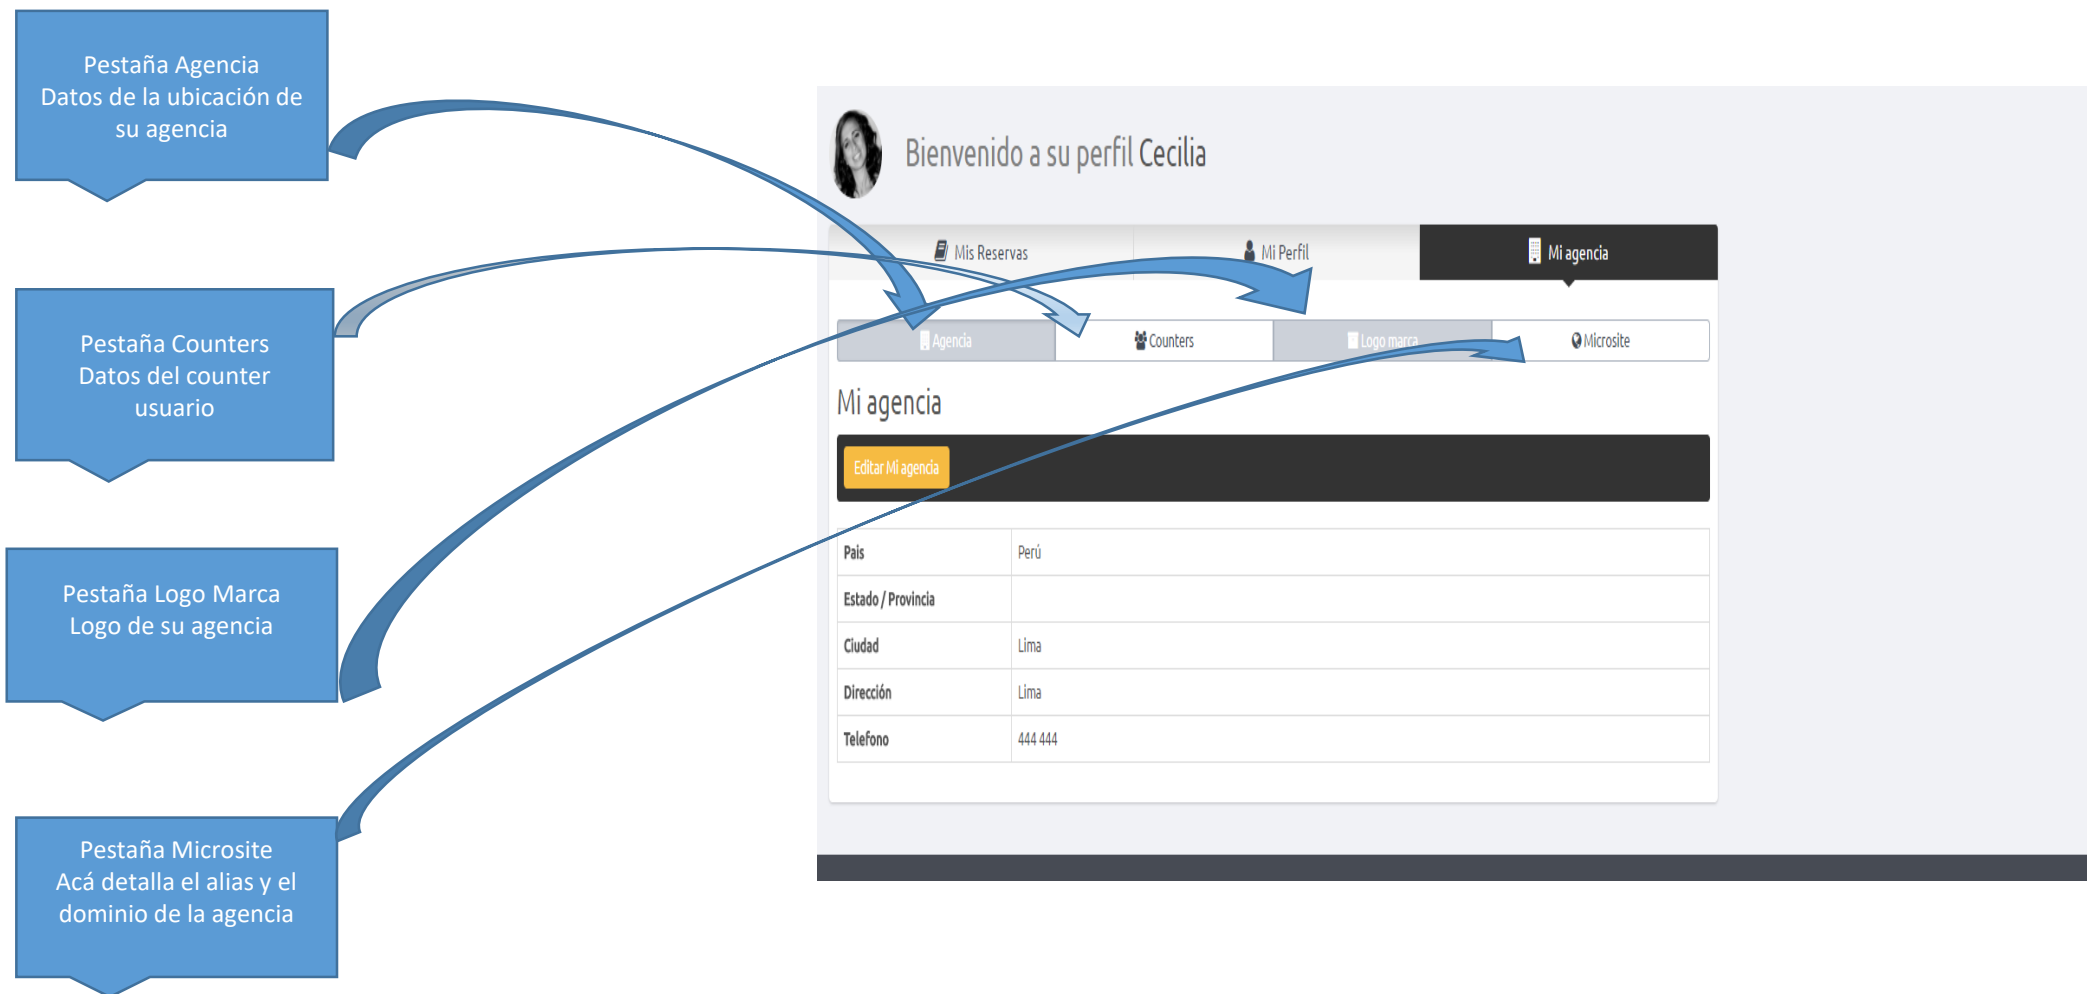 Pestaña Agencia
Datos de la ubicación de
su agencia
Pestaña Counters
Datos del counter
usuario
Pestaña Logo Marca
Logo de su agencia
Pestaña Microsite
Acá detalla el alias y el
dominio de la agencia
Bienvenido a su perfil Cecilia
Mis Reservas
Mi Perfil
Mi agencia
Agencia
Counters
Logo marca
Microsite
Mi agencia
Editar Mi agencia
Pais Perú
Estado / Provincia
Ciudad Lima
Dirección Lima
Telefono 444 444